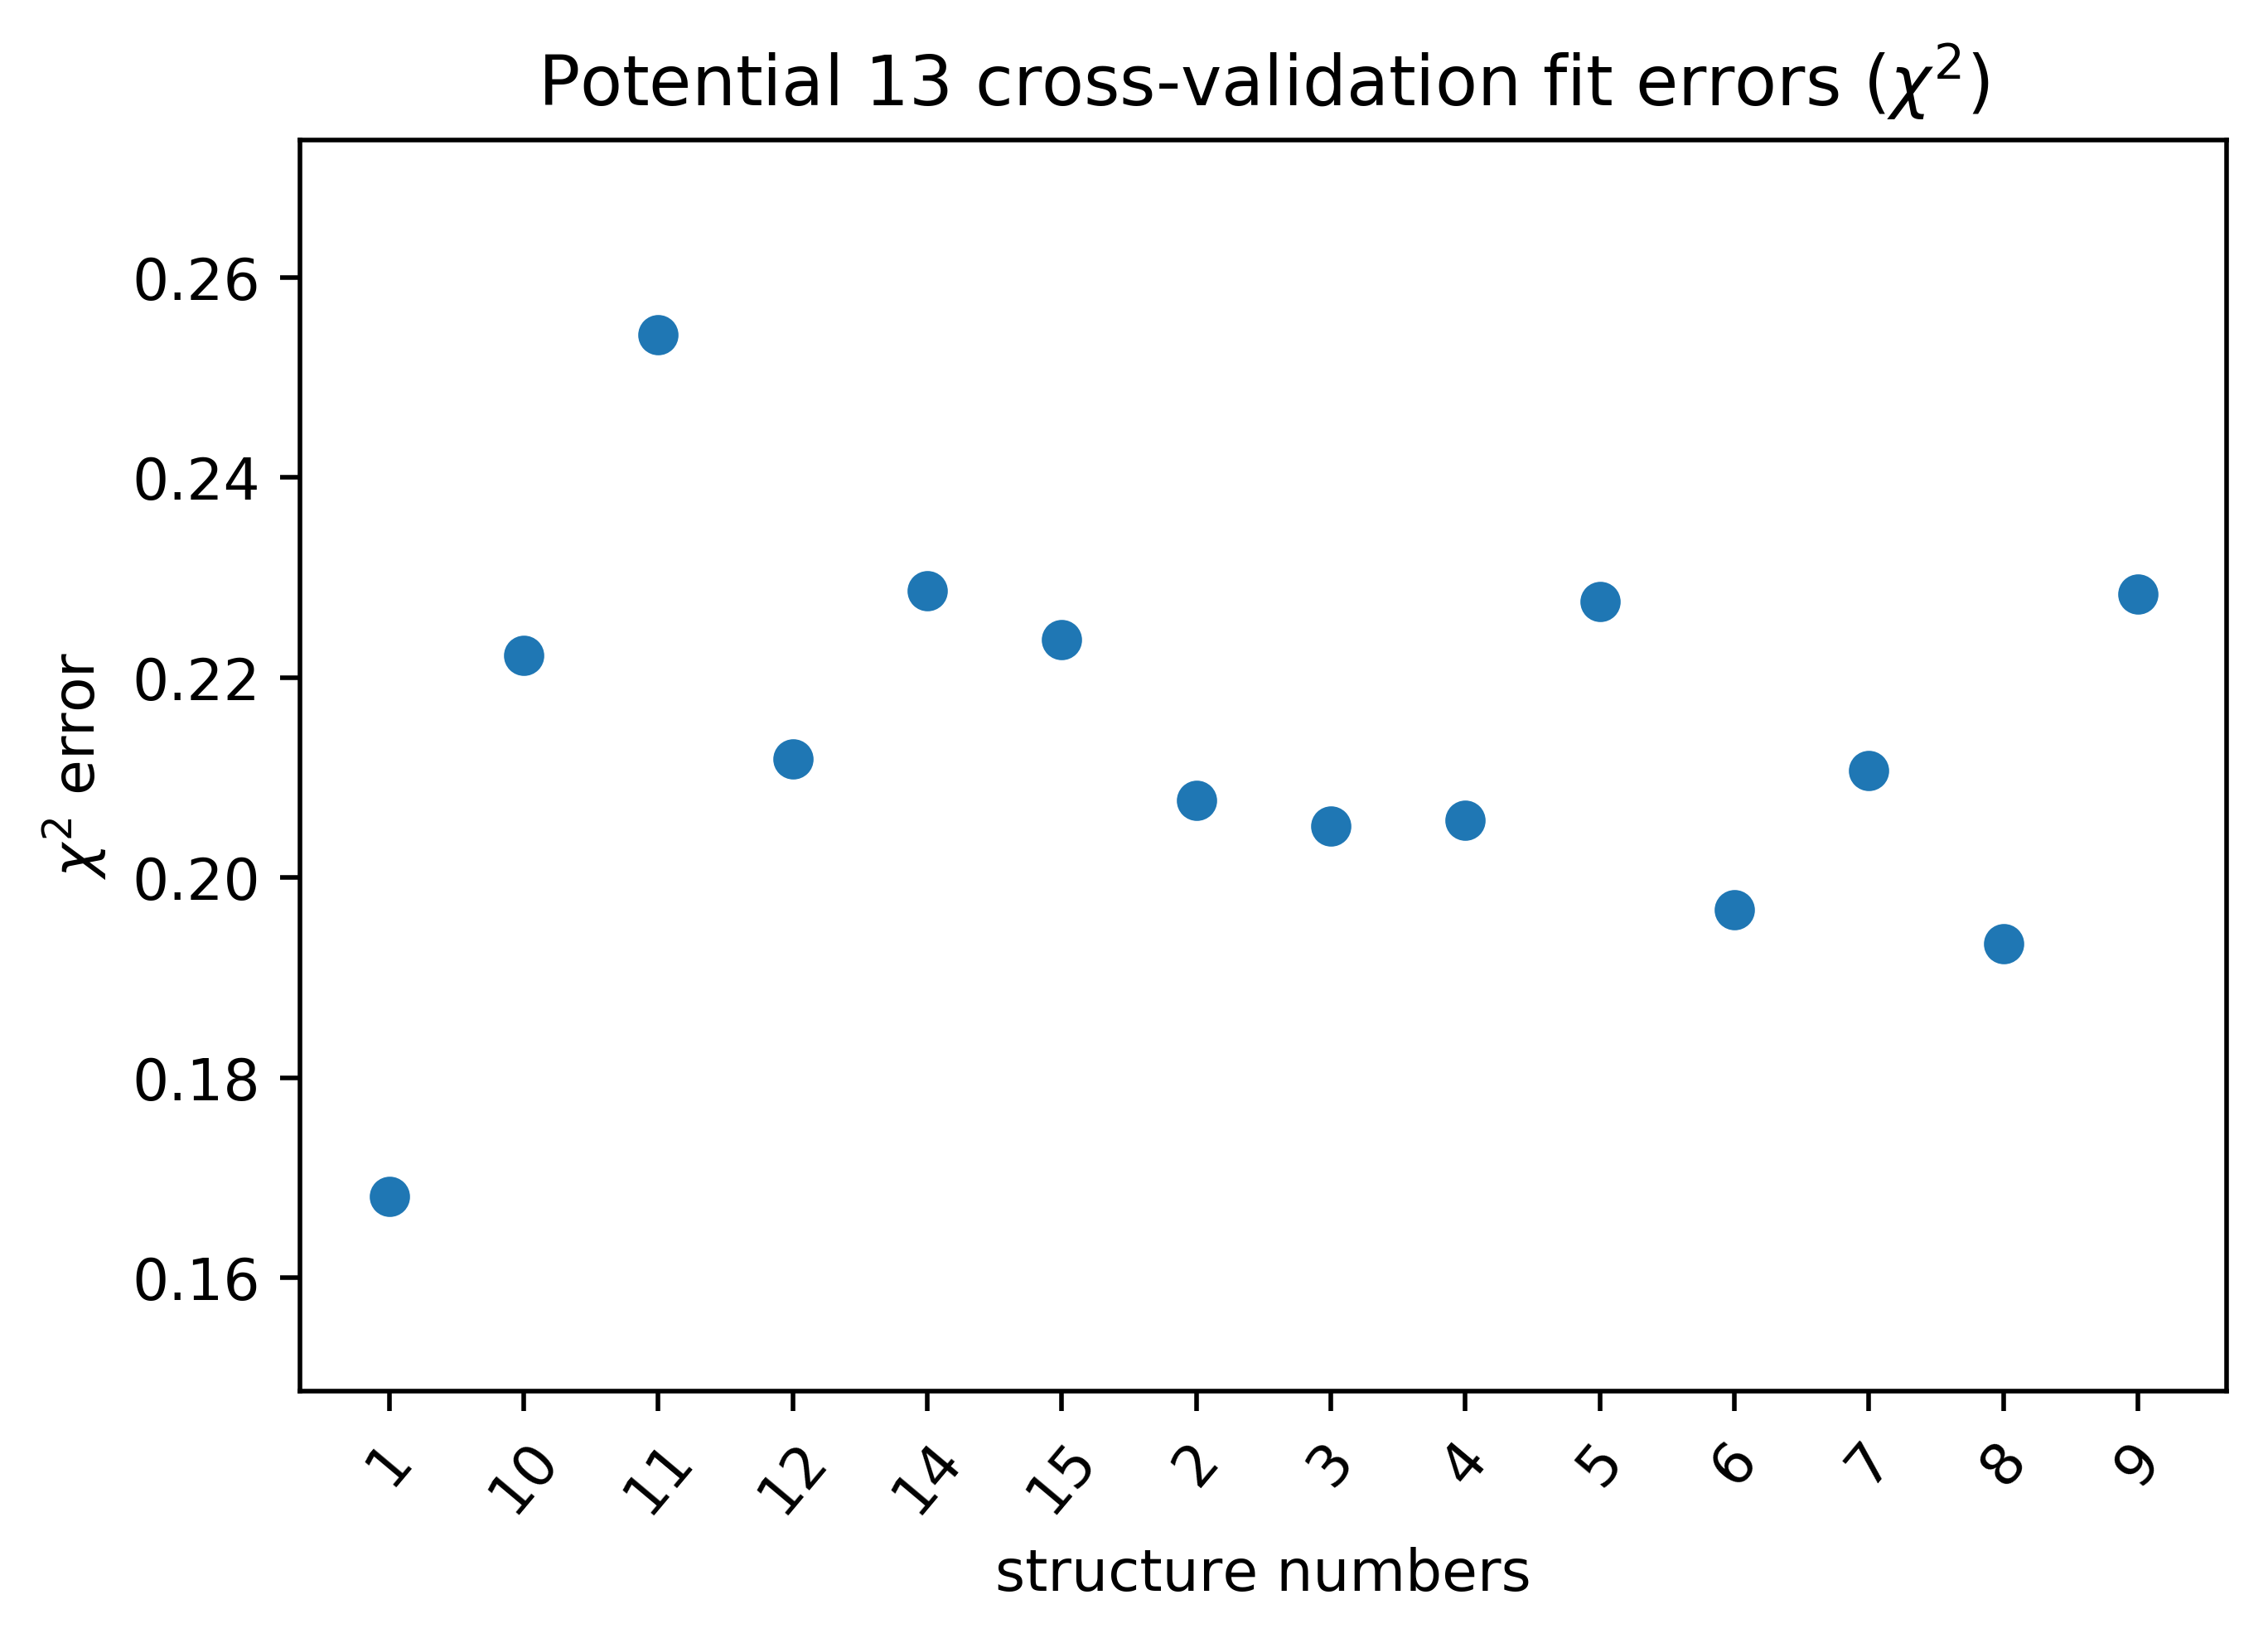 Potential 13 cross-validation fit errors (χ²)
χ² error
0.26
0.24
0.22
0.20
0.18
0.16
1 10 11 12 14 15 2 3 4 5 6 7 8 9
structure numbers